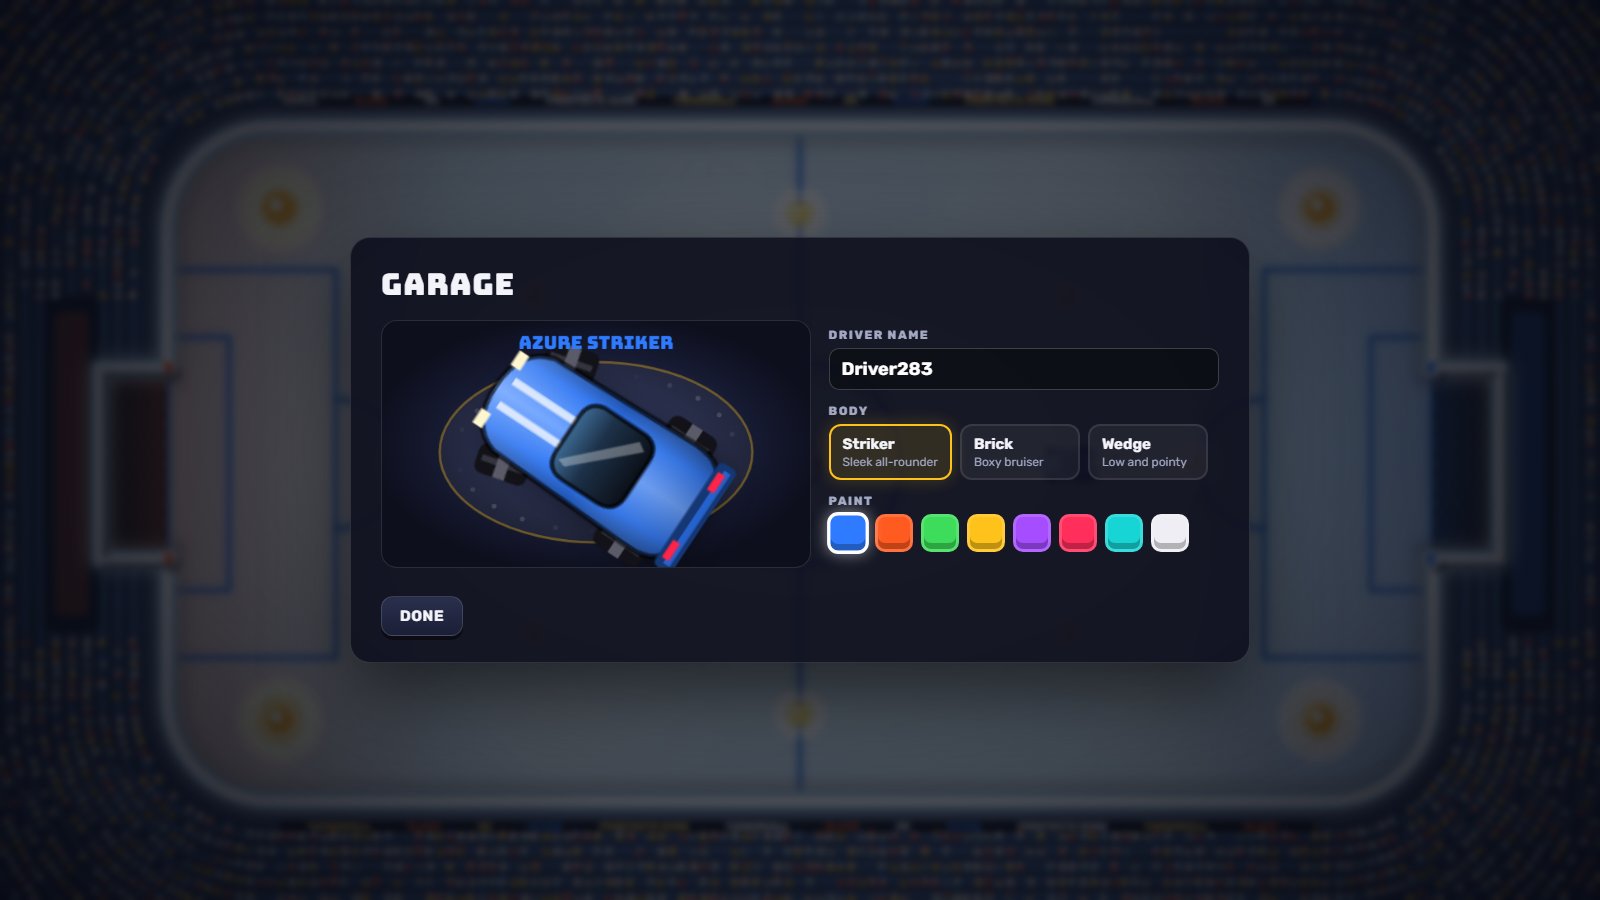 GARAGE
AZURE STRIKER
DRIVER NAME
Driver283
BODY
Striker
Sleek all-rounder
Brick
Boxy bruiser
Wedge
Low and pointy
PAINT
DONE